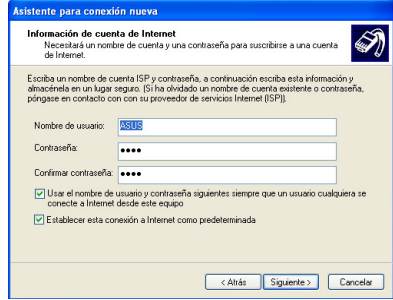 Asistente para conexión nueva
Información de cuenta de Internet
Necesitará un nombre de cuenta y una contraseña para suscribirse a una cuenta
de Internet.
Escriba un nombre de cuenta ISP y contraseña, a continuación escriba esta información y
almacénela en un lugar seguro. (Si ha olvidado un nombre de cuenta existente o contraseña,
póngase en contacto con con su proveedor de servicios Internet (ISP)).
Nombre de usuario: ASUS
Contraseña: ●●●●
Confirmar contraseña: ●●●●
Usar el nombre de usuario y contraseña siguientes siempre que un usuario cualquiera se
conecte a Internet desde este equipo
Establecer esta conexión a Internet como predeterminada
< Atrás Siguiente > Cancelar